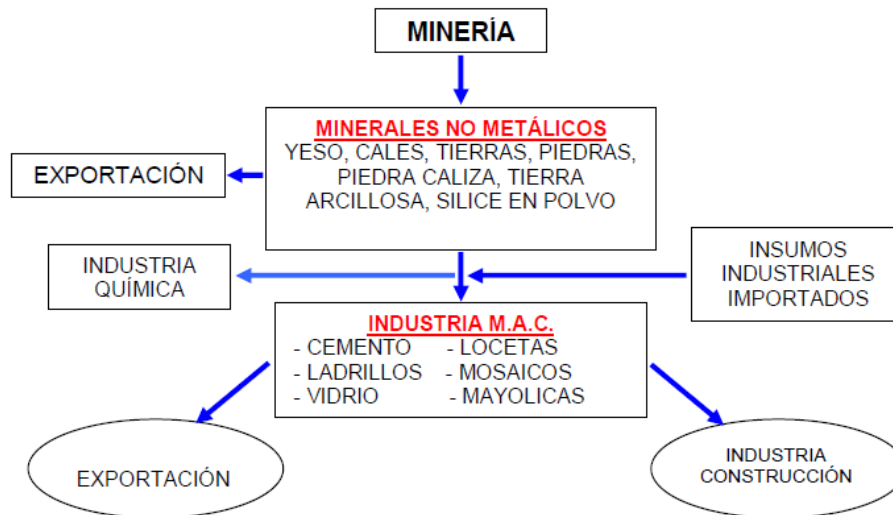 MINERÍA
MINERALES NO METÁLICOS
YESO, CALES, TIERRAS, PIEDRAS,
PIEDRA CALIZA, TIERRA
ARCILLOSA, SILICE EN POLVO
EXPORTACIÓN
INDUSTRIA
QUÍMICA
INSUMOS
INDUSTRIALES
IMPORTADOS
INDUSTRIA M.A.C.
- CEMENTO - LOCETAS
- LADRILLOS - MOSAICOS
- VIDRIO - MAYOLICAS
EXPORTACIÓN
INDUSTRIA
CONSTRUCCIÓN